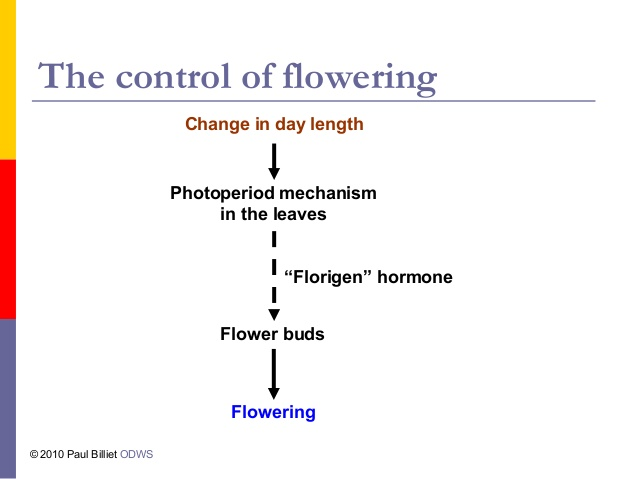 The control of flowering
Change in day length
Photoperiod mechanism
in the leaves
“Florigen” hormone
Flower buds
Flowering
© 2010 Paul Billiet ODWS